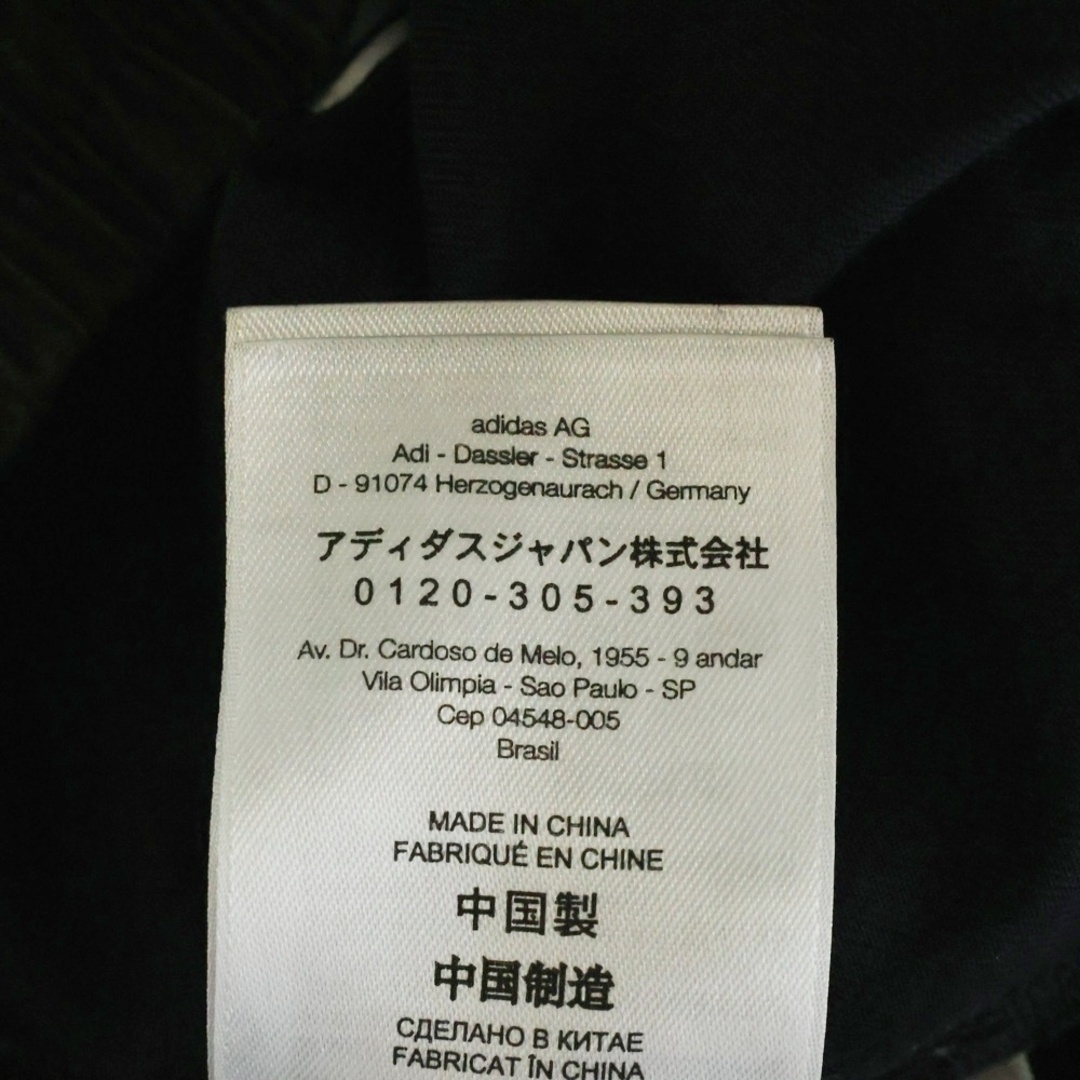 adidas AG
Adi - Dassler - Strasse 1
D - 91074 Herzogenaurach / Germany
アディダスジャパン株式会社
0120-305-393
Av. Dr. Cardoso de Melo, 1955 - 9 andar
Vila Olimpia - Sao Paulo - SP
Cep 04548-005
Brasil
MADE IN CHINA
FABRIQUÉ EN CHINE
中国製
中国制造
СДЕЛАНО В КИТАЕ
FABRICAT ÎN CHINA